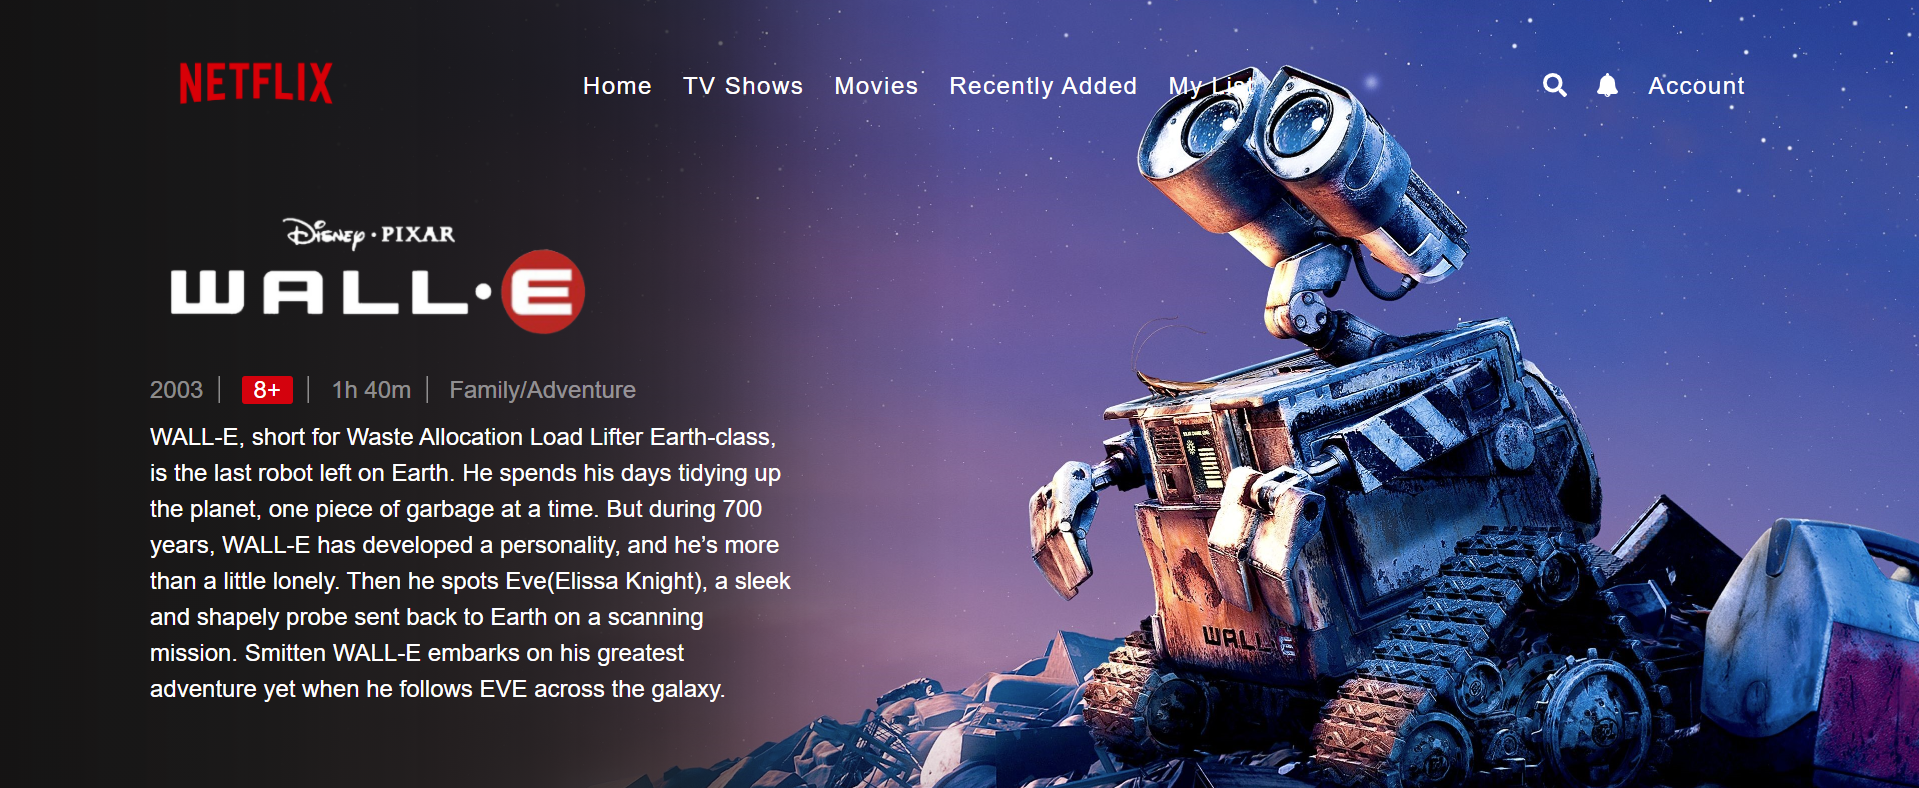 NETFLIX
Home TV Shows Movies Recently Added My List Account
Disney · PIXAR
WALL·E
2003 | 8+ | 1h 40m | Family/Adventure
WALL-E, short for Waste Allocation Load Lifter Earth-class,
is the last robot left on Earth. He spends his days tidying up
the planet, one piece of garbage at a time. But during 700
years, WALL-E has developed a personality, and he’s more
than a little lonely. Then he spots Eve(Elissa Knight), a sleek
and shapely probe sent back to Earth on a scanning
mission. Smitten WALL-E embarks on his greatest
adventure yet when he follows EVE across the galaxy.
WALL·E